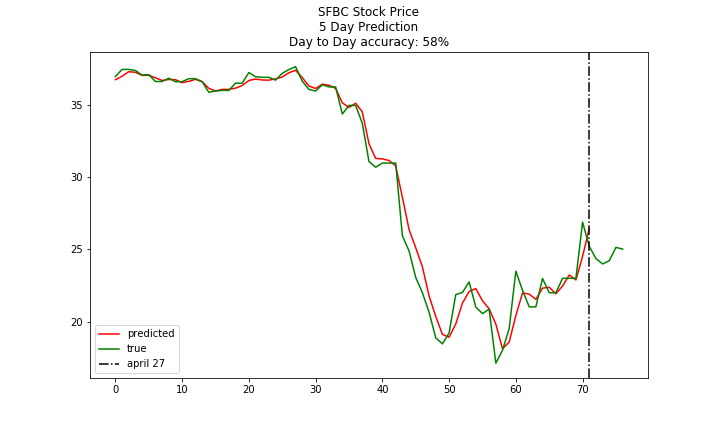 SFBC Stock Price
5 Day Prediction
Day to Day accuracy: 58%
35
30
25
20
predicted
true
april 27
0 10 20 30 40 50 60 70